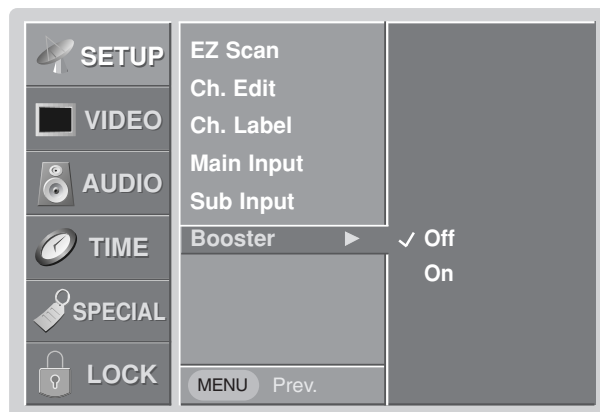 SETUP
VIDEO
AUDIO
TIME
SPECIAL
LOCK
EZ Scan
Ch. Edit
Ch. Label
Main Input
Sub Input
Booster ►
MENU Prev.
✓ Off
On